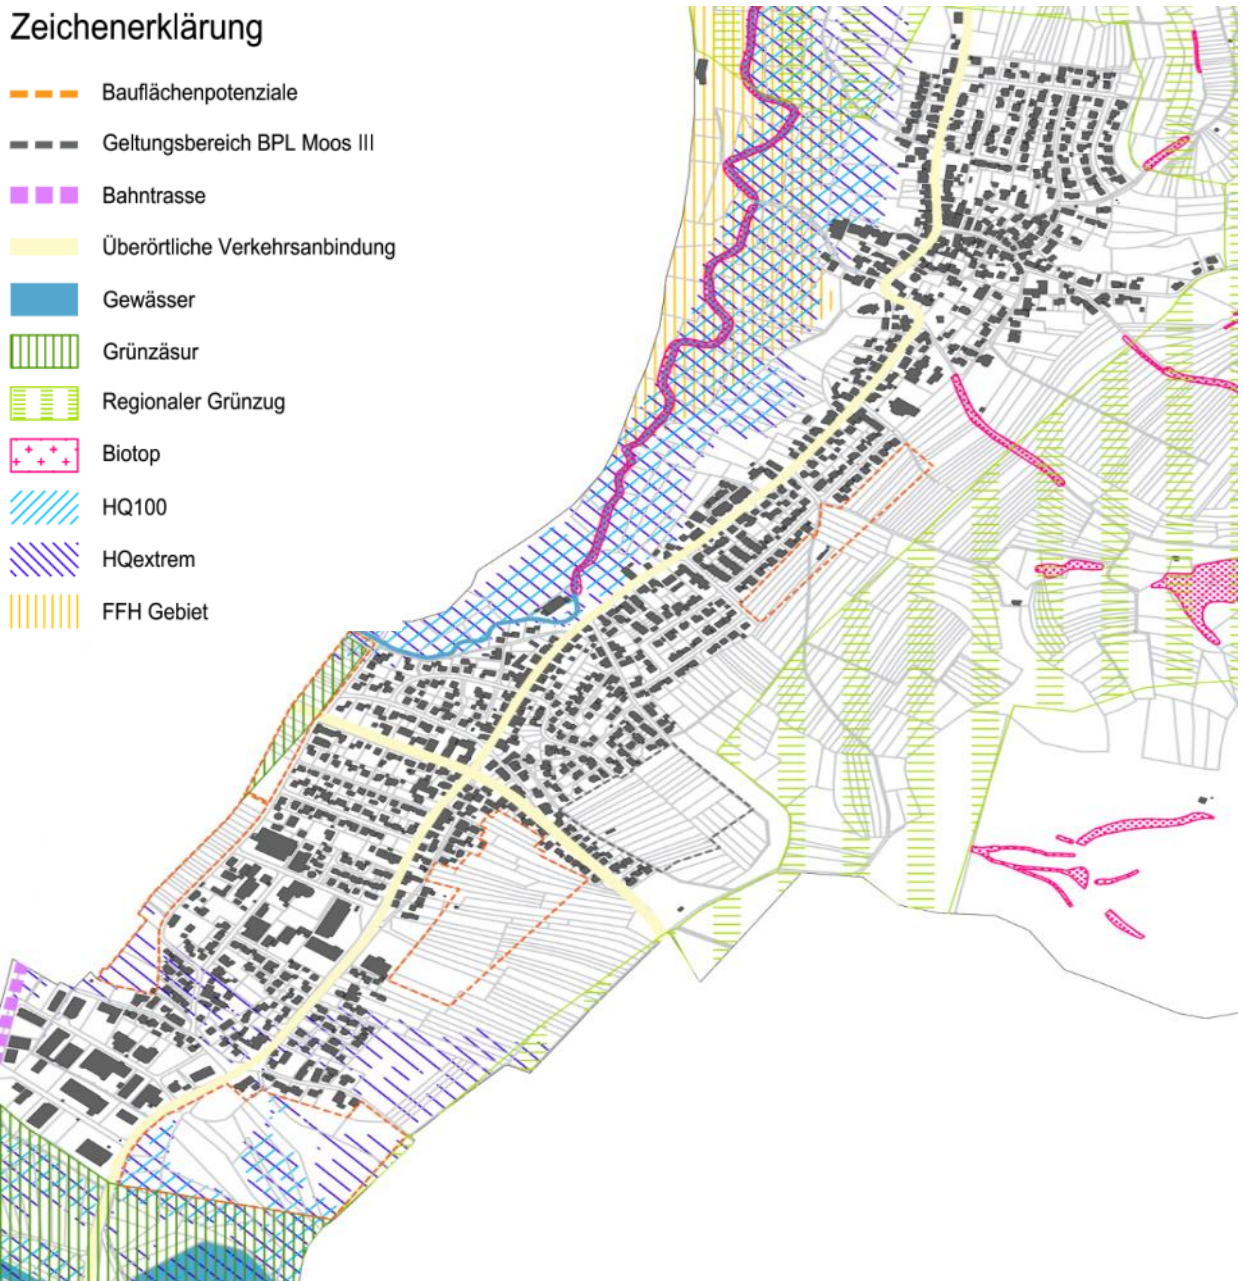 Zeichenerklärung
Bauflächenpotenziale
Geltungsbereich BPL Moos III
Bahntrasse
Überörtliche Verkehrsanbindung
Gewässer
Grünzäsur
Regionaler Grünzug
Biotop
HQ100
HQextrem
FFH Gebiet